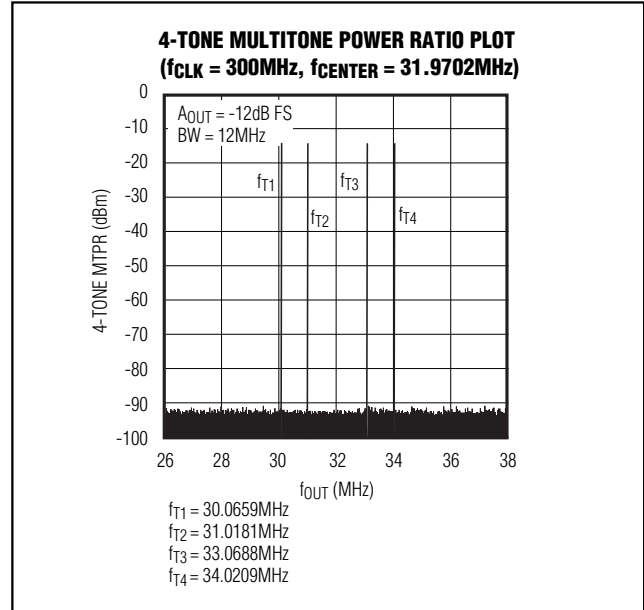 4-TONE MULTITONE POWER RATIO PLOT
(fCLK = 300MHz, fCENTER = 31.9702MHz)
AOUT = -12dB FS
BW = 12MHz
fT1
fT2
fT3
fT4
4-TONE MTPR (dBm)
0
-10
-20
-30
-40
-50
-60
-70
-80
-90
-100
26
28
30
32
34
36
38
fOUT (MHz)
fT1 = 30.0659MHz
fT2 = 31.0181MHz
fT3 = 33.0688MHz
fT4 = 34.0209MHz